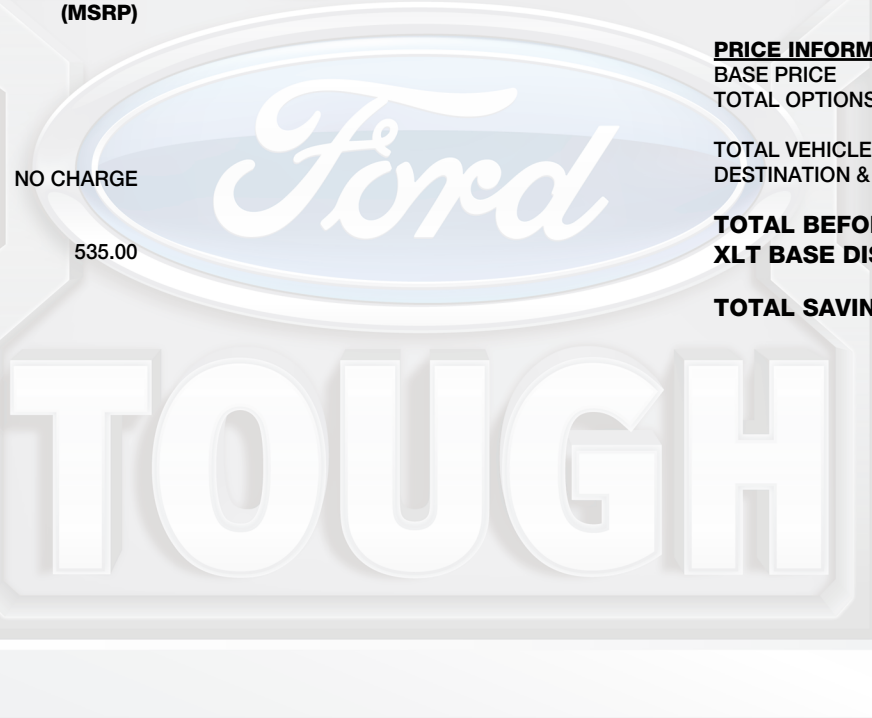 (MSRP)
NO CHARGE
535.00
PRICE INFORM
BASE PRICE
TOTAL OPTIONS
TOTAL VEHICLE
DESTINATION &
TOTAL BEFO
XLT BASE DIS
TOTAL SAVIN
Ford
TOUGH